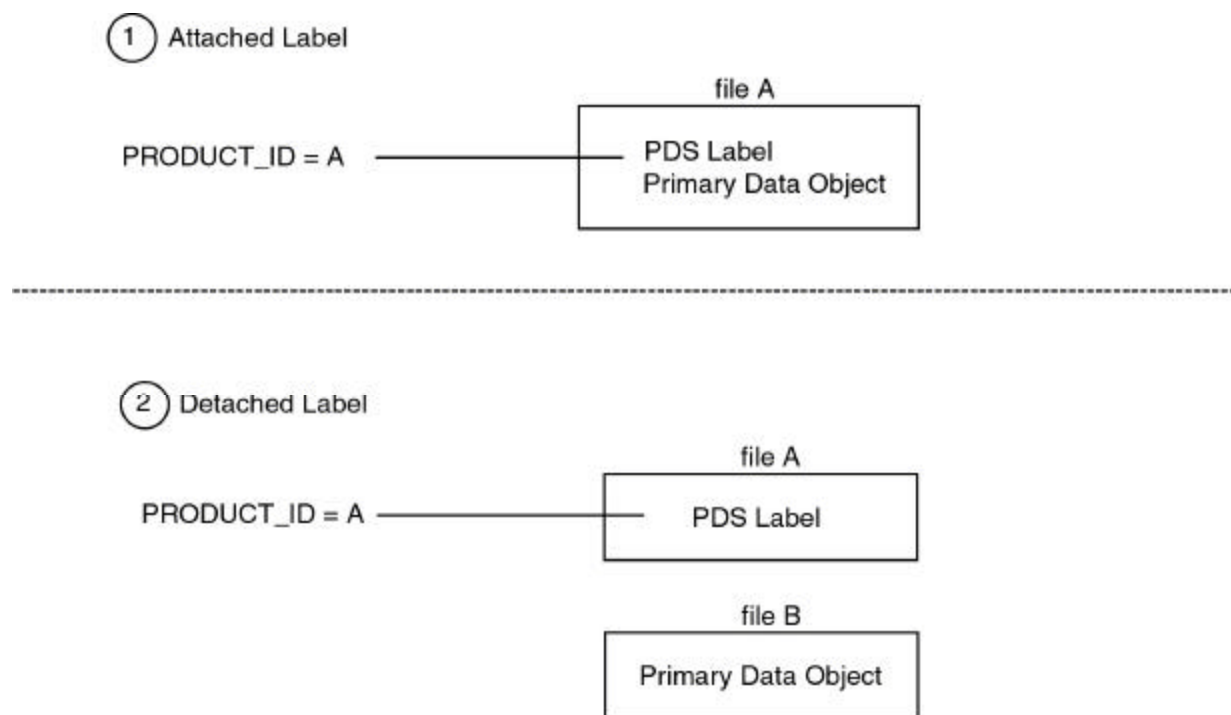 1 Attached Label
file A
PRODUCT_ID = A
PDS Label
Primary Data Object
2 Detached Label
file A
PRODUCT_ID = A
PDS Label
file B
Primary Data Object